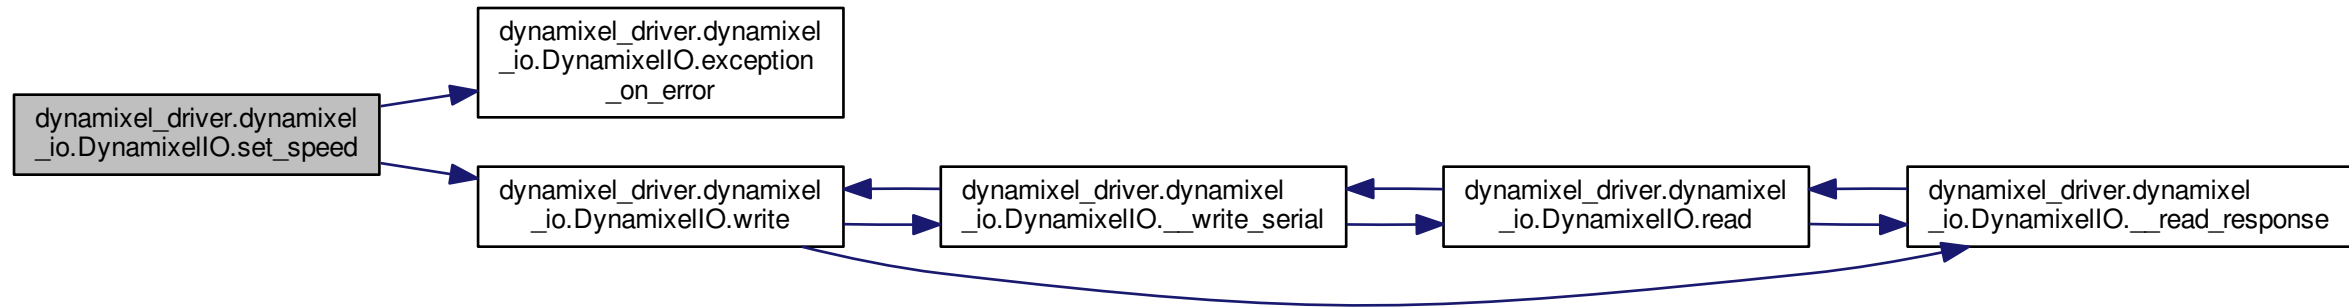 dynamixel_driver.dynamixel
_io.DynamixelIO.exception
_on_error
dynamixel_driver.dynamixel
_io.DynamixelIO.set_speed
dynamixel_driver.dynamixel
_io.DynamixelIO.write
dynamixel_driver.dynamixel
_io.DynamixelIO.__write_serial
dynamixel_driver.dynamixel
_io.DynamixelIO.read
dynamixel_driver.dynamixel
_io.DynamixelIO.__read_response